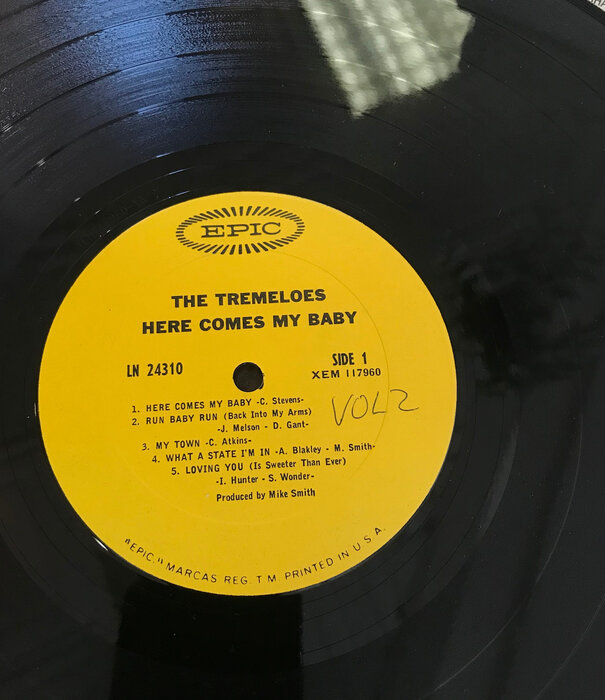 EPIC
THE TREMELOES
HERE COMES MY BABY
LN 24310
SIDE 1
XEM 117960
1. HERE COMES MY BABY -C. Stevens-
2. RUN BABY RUN (Back Into My Arms)
-J. Melson - D. Gant-
VOL 2
3. MY TOWN -C. Atkins-
4. WHAT A STATE I'M IN -A. Blakley - M. Smith-
5. LOVING YOU (Is Sweeter Than Ever)
-I. Hunter - S. Wonder-
Produced by Mike Smith
"EPIC," MARCAS REG. T M. PRINTED IN U.S.A.